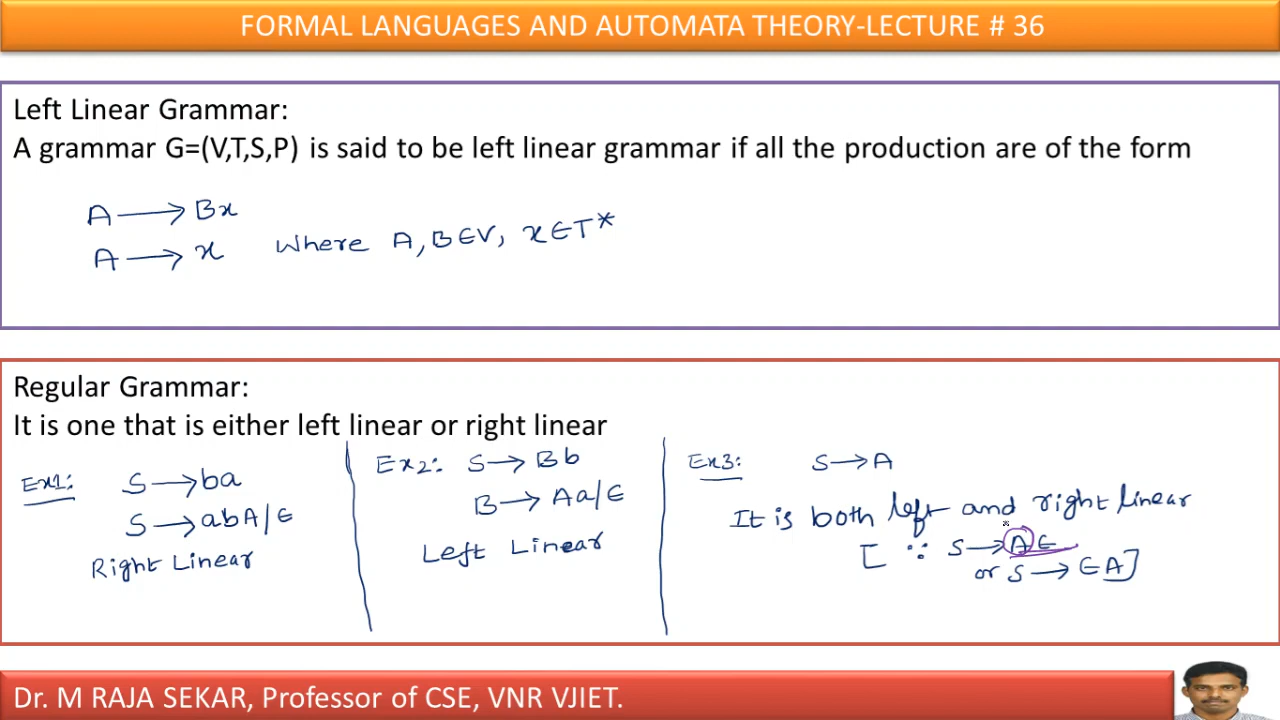 FORMAL LANGUAGES AND AUTOMATA THEORY-LECTURE # 36
Left Linear Grammar:
A grammar G=(V,T,S,P) is said to be left linear grammar if all the production are of the form
A → Bx
A → x where A, B ∈ V, x ∈ T*
Regular Grammar:
It is one that is either left linear or right linear
Ex1: S → ba
S → abA/ϵ
Right Linear
Ex2: S → Bb
B → Aa/ϵ
Left Linear
Ex3: S → A
It is both left and right linear
[ ∵ S → Aϵ
or S → ϵA]
Dr. M RAJA SEKAR, Professor of CSE, VNR VJIET.